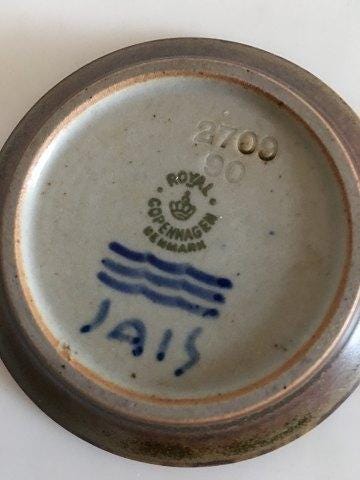 2709
90
ROYAL
COPENHAGEN
DENMARK
JAIS